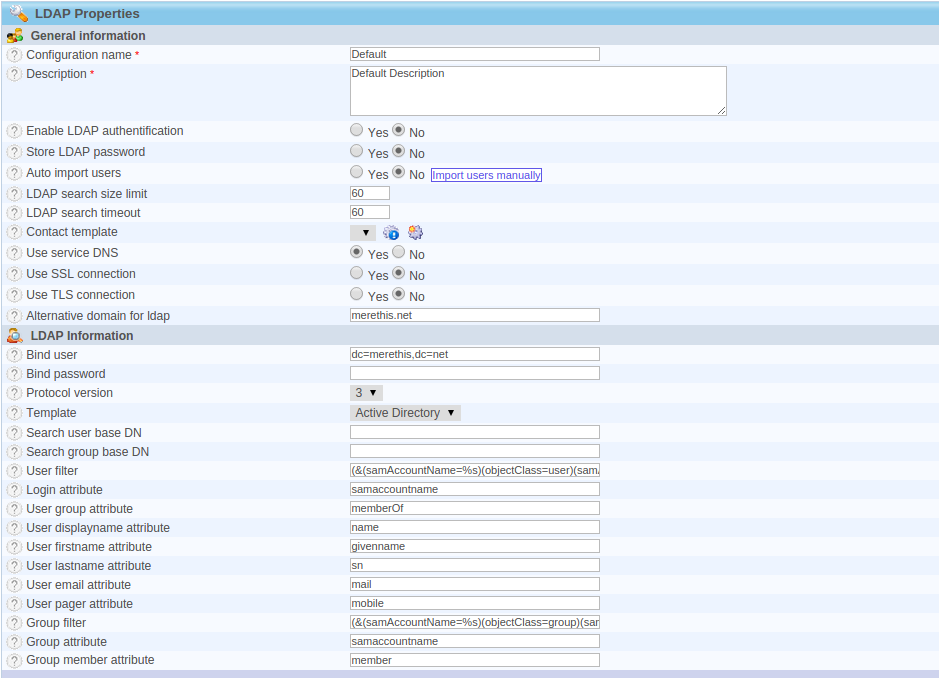 LDAP Properties
General information
? Configuration name * Default
? Description * Default Description
? Enable LDAP authentification Yes No
? Store LDAP password Yes No
? Auto import users Yes No Import users manually
? LDAP search size limit 60
? LDAP search timeout 60
? Contact template
? Use service DNS Yes No
? Use SSL connection Yes No
? Use TLS connection Yes No
? Alternative domain for ldap merethis.net
LDAP Information
? Bind user dc=merethis,dc=net
? Bind password
? Protocol version 3
? Template Active Directory
? Search user base DN
? Search group base DN
? User filter (&(samAccountName=%s)(objectClass=user)(sam
? Login attribute samaccountname
? User group attribute memberOf
? User displayname attribute name
? User firstname attribute givenname
? User lastname attribute sn
? User email attribute mail
? User pager attribute mobile
? Group filter (&(samAccountName=%s)(objectClass=group)(sa
? Group attribute samaccountname
? Group member attribute member